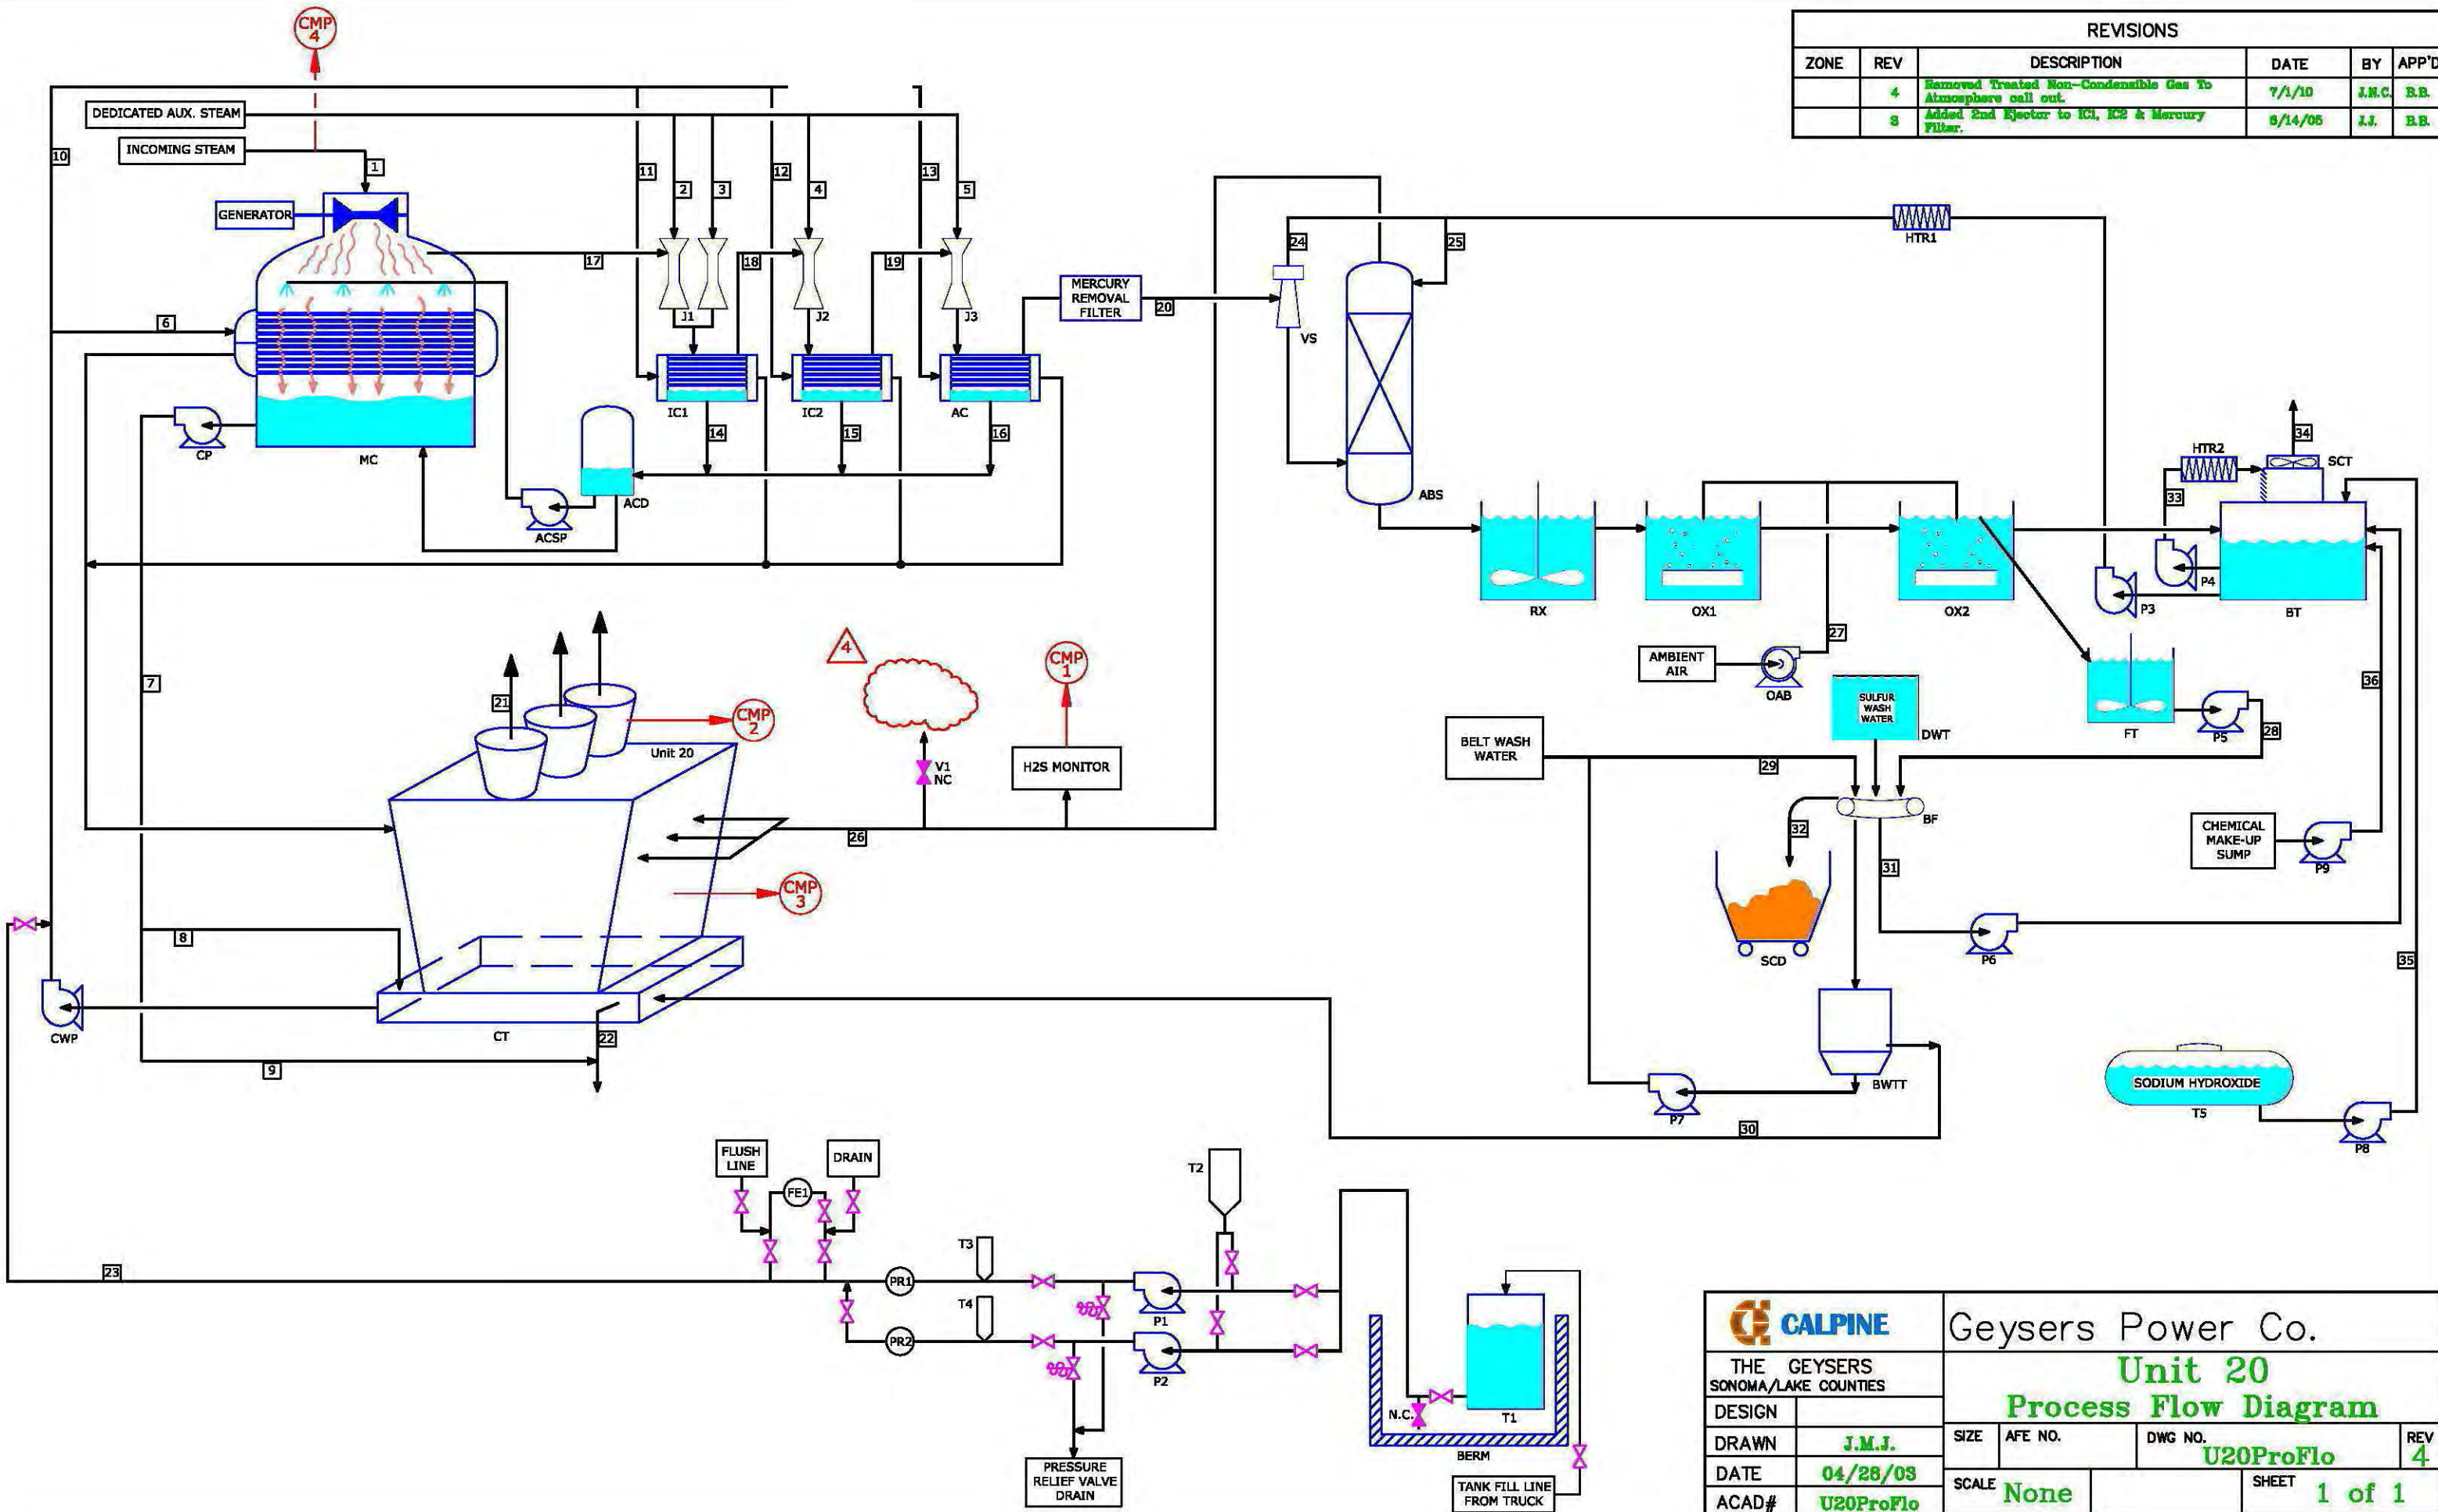 REVISIONS
ZONE REV DESCRIPTION DATE BY APP'D
4 Removed Treated Non-Condensible Gas To Atmosphere call out. 7/1/10 J.N.C. B.B.
Added 2nd Ejector to IC1, IC2 & Mercury Filter. J.J. B.B.
CMP 4
DEDICATED AUX. STEAM
INCOMING STEAM
10
1
11
2
3
12
4
13
5
GENERATOR
17
18
19
J1
J2
J3
6
MERCURY REMOVAL FILTER
20
24
25
VS
HTR1
IC1
IC2
AC
14
15
16
CP
MC
ACD
ACSP
ABS
34
HTR2
SCT
33
P4
P3
BT
RX
OX1
OX2
27
AMBIENT AIR
OAB
36
7
21
CMP 2
Unit 20
4
CMP 1
V1 NC
H2S MONITOR
26
CMP 3
SULFUR WASH WATER
DWT
FT
P5
28
BELT WASH WATER
29
BF
32
31
CHEMICAL MAKE-UP SUMP
P9
8
SCD
P6
35
CWP
CT
22
9
BWTT
P7
30
SODIUM HYDROXIDE
T5
P8
FLUSH LINE
DRAIN
FE1
T2
23
T3
PR1
P1
T4
PR2
P2
N.C.
T1
BERM
PRESSURE RELIEF VALVE DRAIN
TANK FILL LINE FROM TRUCK
CALPINE
Geysers Power Co.
THE GEYSERS
SONOMA/LAKE COUNTIES
Unit 20
Process Flow Diagram
DESIGN
DRAWN J.M.J.
SIZE AFE NO. DWG NO. U20ProFlo REV 4
DATE
SCALE None SHEET 1 of 1
ACAD# U20ProFlo